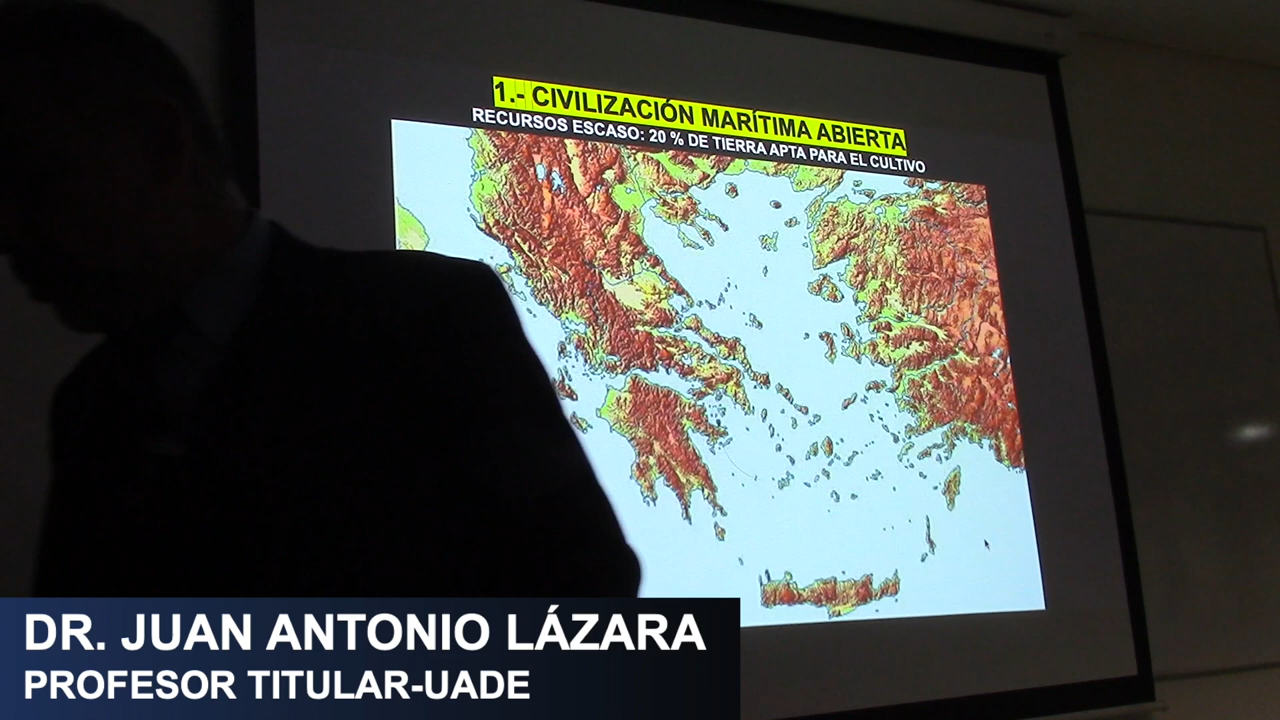 1.- CIVILIZACIÓN MARÍTIMA ABIERTA
RECURSOS ESCASO: 20 % DE TIERRA APTA PARA EL CULTIVO
DR. JUAN ANTONIO LÁZARA
PROFESOR TITULAR-UADE